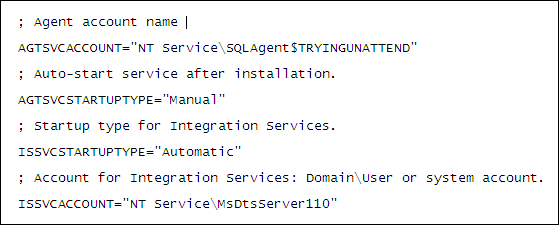 ; Agent account name
AGTSVCACCOUNT="NT Service\SQLAgent$TRYINGUNATTEND"
; Auto-start service after installation.
AGTSVCSTARTUPTYPE="Manual"
; Startup type for Integration Services.
ISSVCSTARTUPTYPE="Automatic"
; Account for Integration Services: Domain\User or system account.
ISSVCACCOUNT="NT Service\MsDtsServer110"